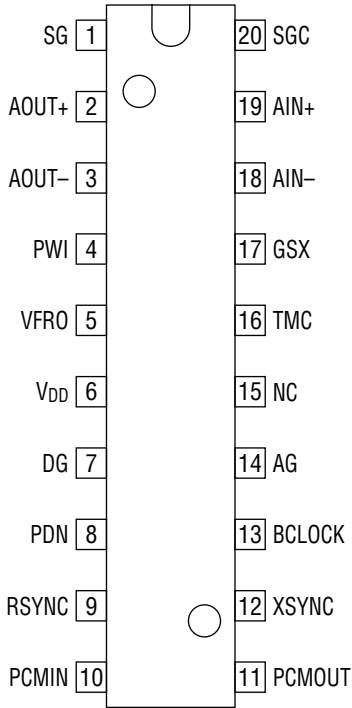 SG 1 20 SGC
AOUT+ 2 19 AIN+
AOUT– 3 18 AIN–
PWI 4 17 GSX
VFRO 5 16 TMC
VDD 6 15 NC
DG 7 14 AG
PDN 8 13 BCLOCK
RSYNC 9 12 XSYNC
PCMIN 10 11 PCMOUT